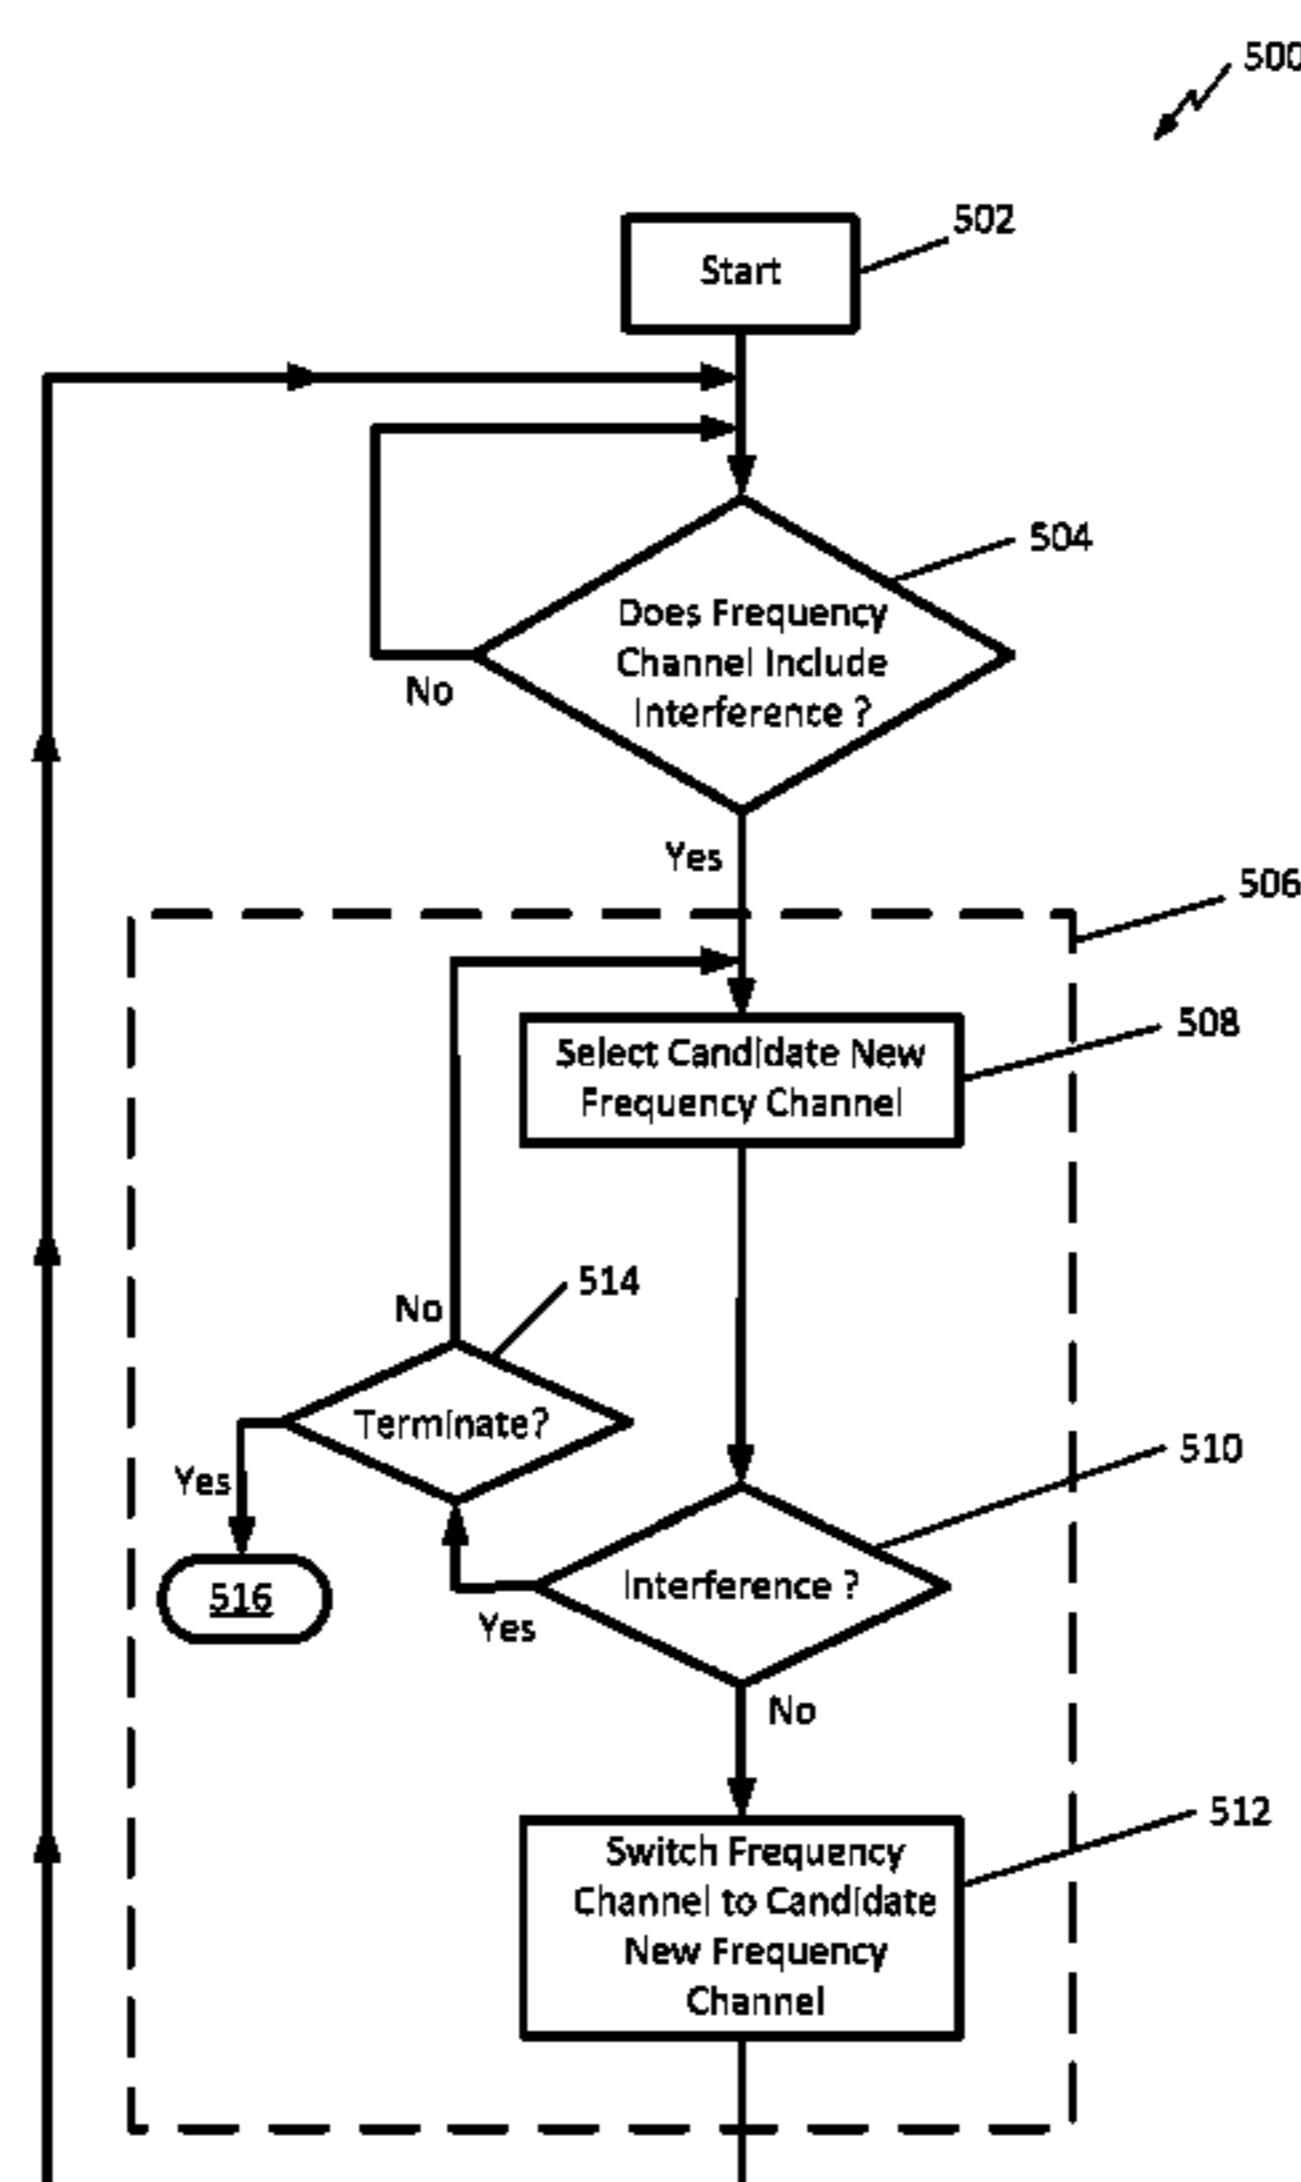 500
502
Start
504
Does Frequency
Channel Include
Interference ?
No
Yes
506
508
Select Candidate New
Frequency Channel
514
No
Terminate?
510
Yes
516
Interference ?
Yes
No
512
Switch Frequency
Channel to Candidate
New Frequency
Channel